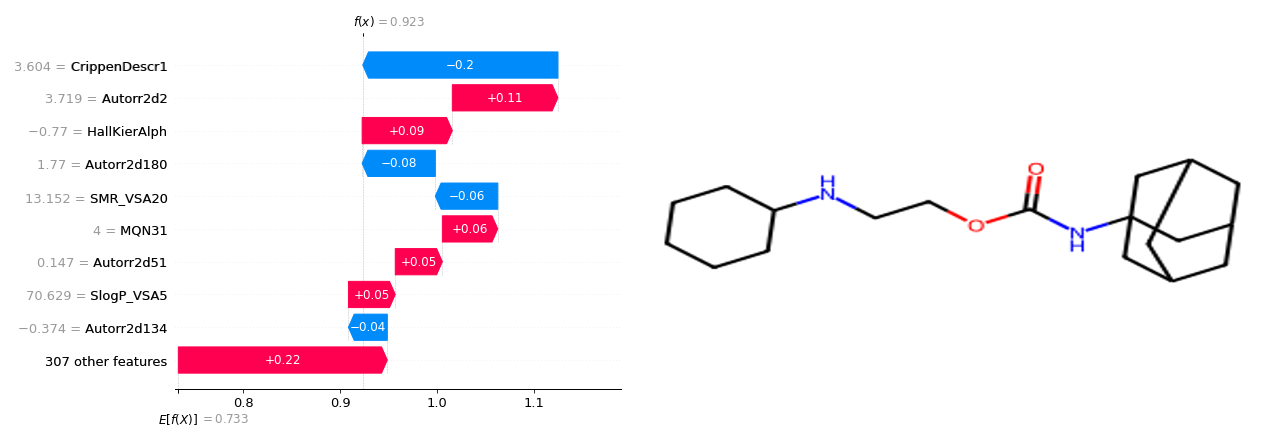 f(x) = 0.923
3.604 = CrippenDescr1 −0.2
3.719 = Autorr2d2 +0.11
−0.77 = HallKierAlph +0.09
1.77 = Autorr2d180 −0.08
13.152 = SMR_VSA20 −0.06
4 = MQN31 +0.06
0.147 = Autorr2d51 +0.05
70.629 = SlogP_VSA5 +0.05
−0.374 = Autorr2d134 −0.04
307 other features +0.22
0.8 0.9 1.0 1.1
E[f(X)] = 0.733
H
N
O
O
N
H